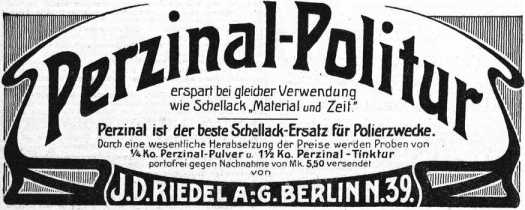 Perzinal-Politur
erspart bei gleicher Verwendung
wie Schellack „Material und Zeit."
Perzinal ist der beste Schellack-Ersatz für Polierzwecke.
Durch eine wesentliche Herabsetzung der Preise werden Proben von
¼ Ko. Perzinal-Pulver u. 1½ Ko. Perzinal-Tinktur
portofrei gegen Nachnahme von Mk. 5,50 versendet
von
J.D. RIEDEL A:G. BERLIN N.39.